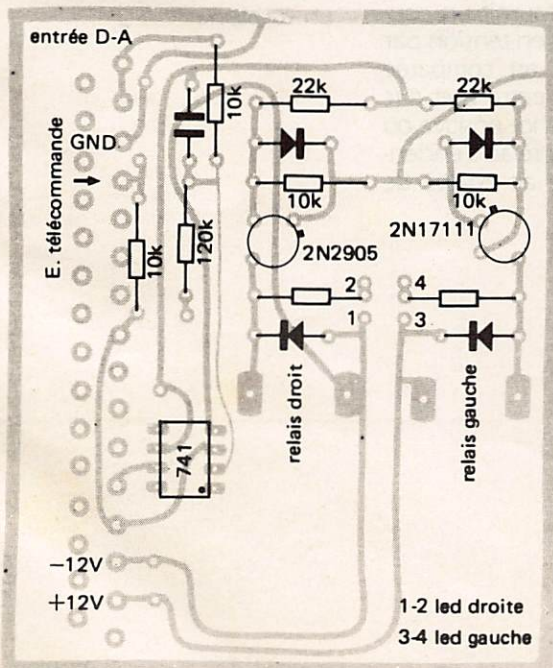 entrée D-A
22k
22k
10k
GND
E. télécommande
10k
10k
10k
120k
2N2905
2N17111
2
4
1
3
relais droit
relais gauche
741
−12V
+12V
1-2 led droite
3-4 led gauche